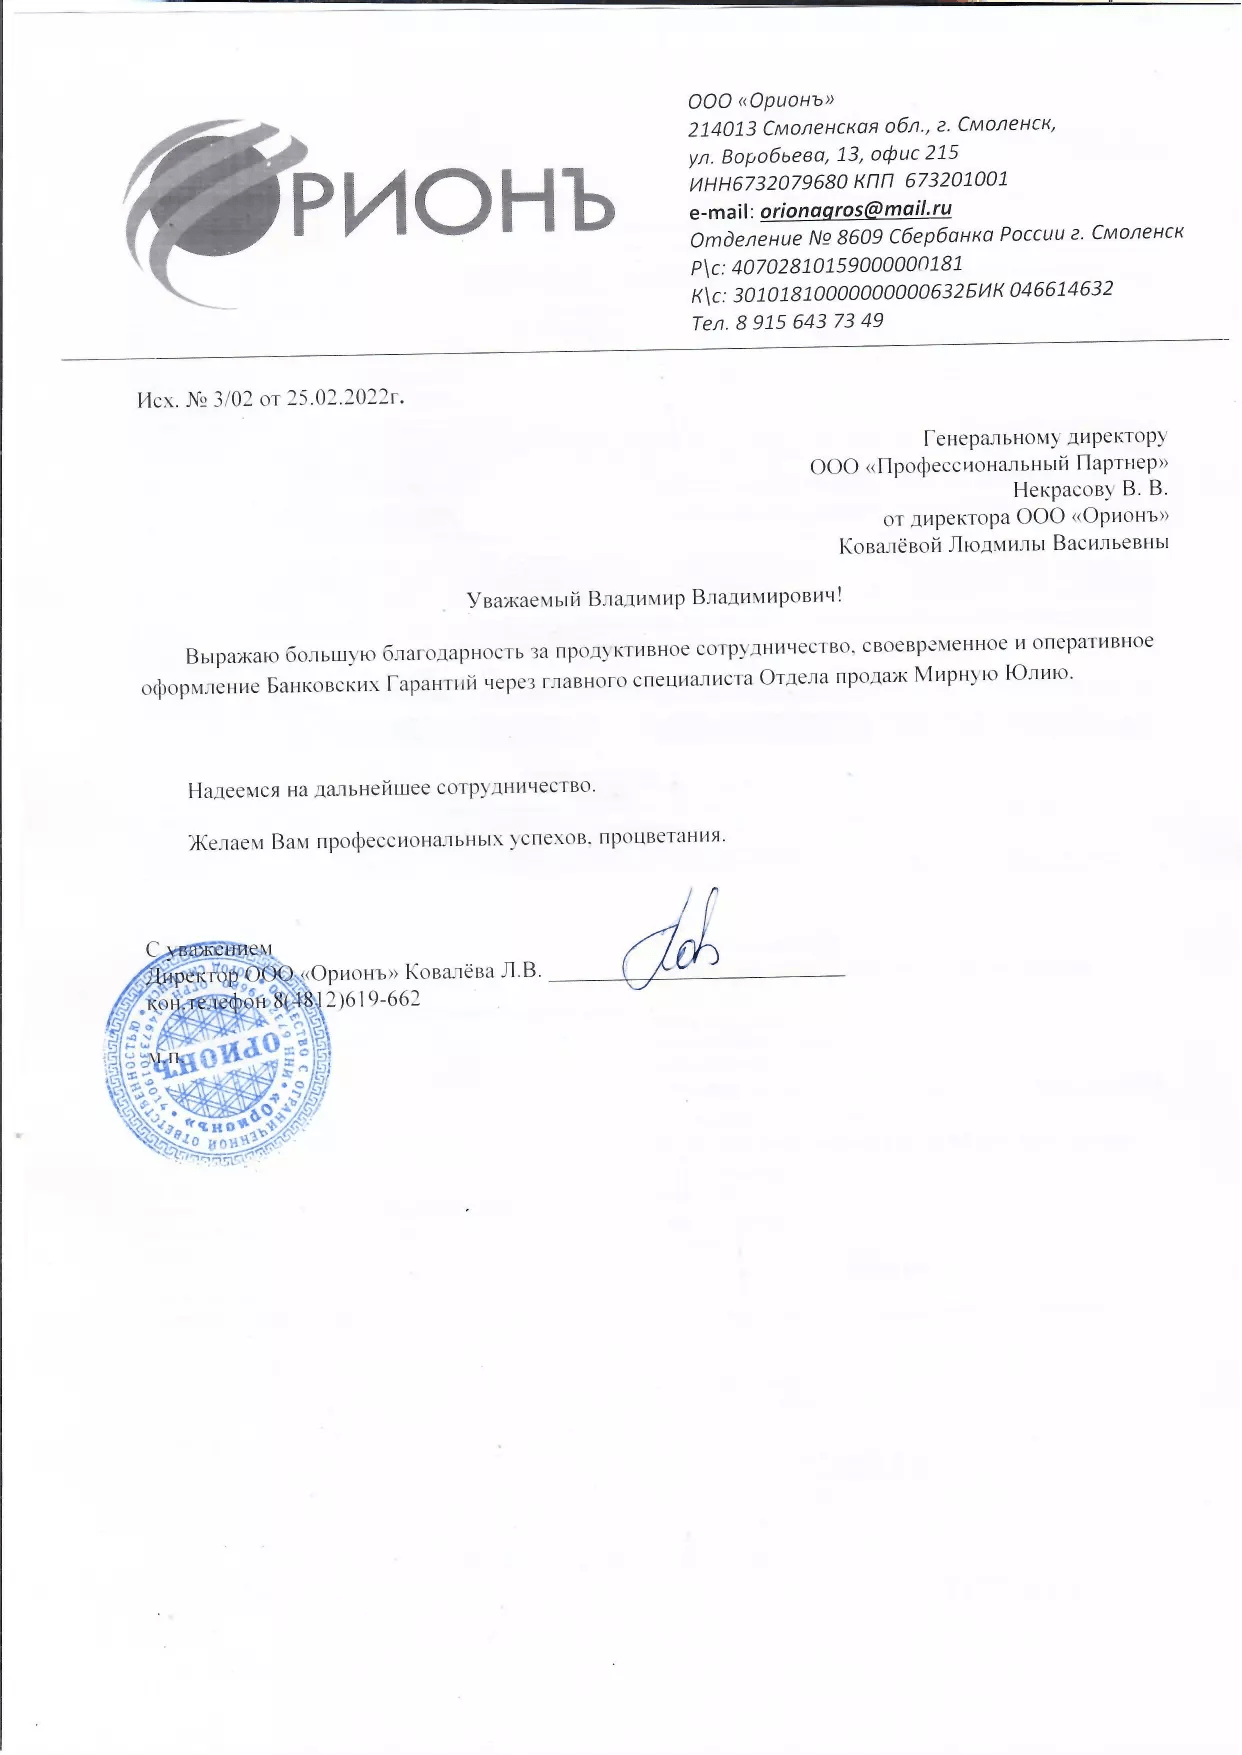 ОРИОНЪ
ООО «Орионъ»
214013 Смоленская обл., г. Смоленск,
ул. Воробьева, 13, офис 215
ИНН6732079680 КПП 673201001
e-mail: orionagros@mail.ru
Отделение № 8609 Сбербанка России г. Смоленск
Р\с: 40702810159000000181
К\с: 30101810000000000632БИК 046614632
Тел. 8 915 643 73 49
Исх. № 3/02 от 25.02.2022г.
Генеральному директору
ООО «Профессиональный Партнер»
Некрасову В. В.
от директора ООО «Орионъ»
Ковалёвой Людмилы Васильевны
Уважаемый Владимир Владимирович!
Выражаю большую благодарность за продуктивное сотрудничество, своевременное и оперативное
оформление Банковских Гарантий через главного специалиста Отдела продаж Мирную Юлию.
Надеемся на дальнейшее сотрудничество.
Желаем Вам профессиональных успехов, процветания.
С уважением
Директор ООО «Орионъ» Ковалёва Л.В.
кон.телефон 8(4812)619-662
М.П.
ОБЩЕСТВО С ОГРАНИЧЕННОЙ ОТВЕТСТВЕННОСТЬЮ
«Орионъ»
ОРИОНЪ